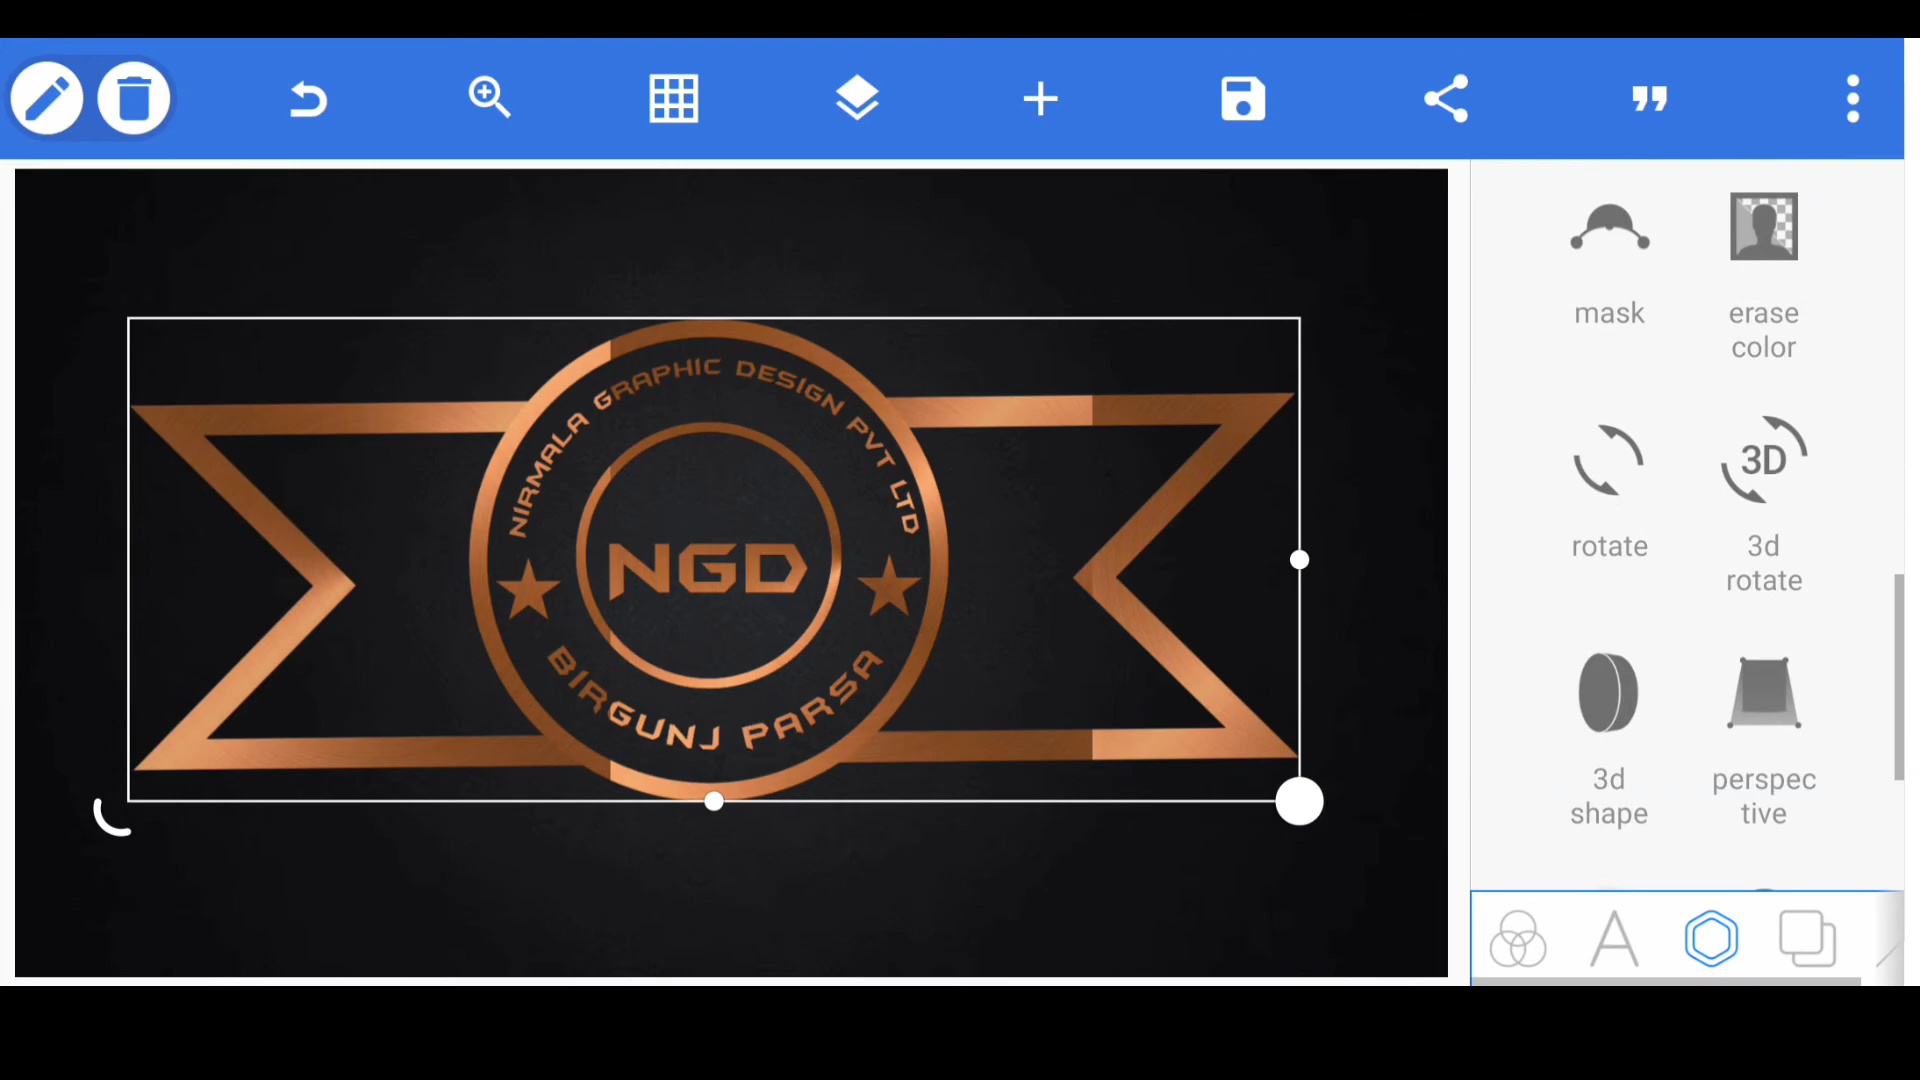 mask
erase
color
NIRMALA GRAPHIC DESIGN PVT LTD
NGD
BIRGUNJ PARSA
rotate
3D
3d
rotate
3d
shape
perspec
tive
A